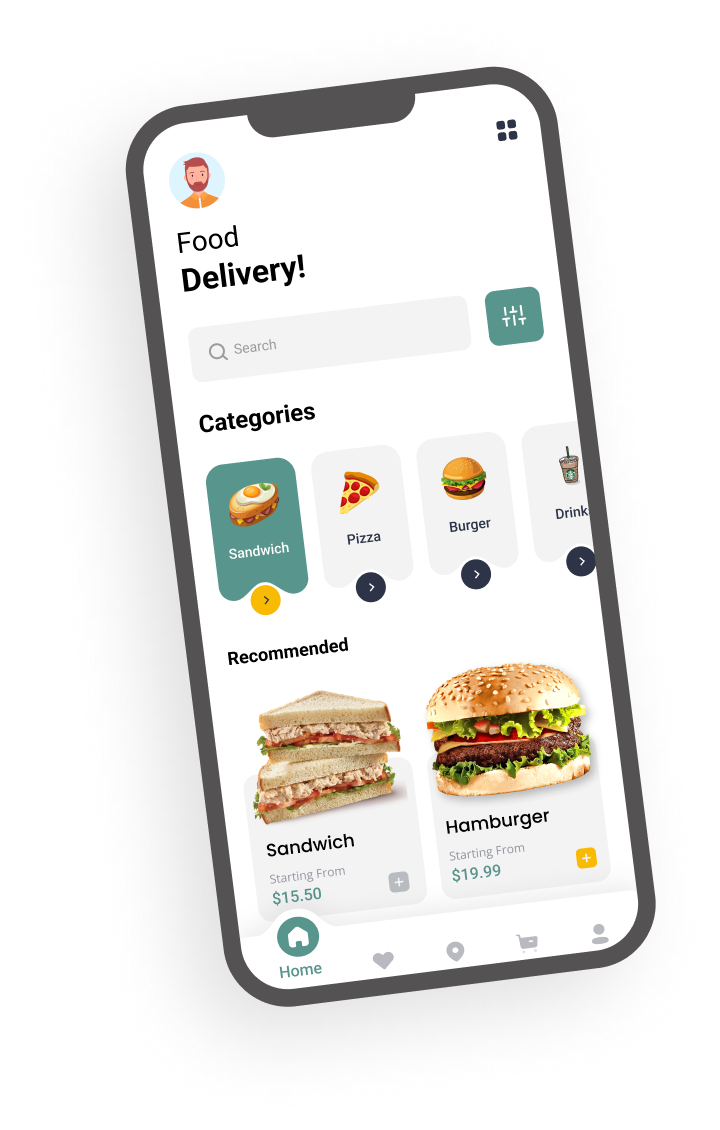 Food
Delivery!
Search
Categories
Sandwich
Pizza
Burger
Drink
Recommended
Sandwich
Starting From
$15.50
Hamburger
Starting From
$19.99
Home